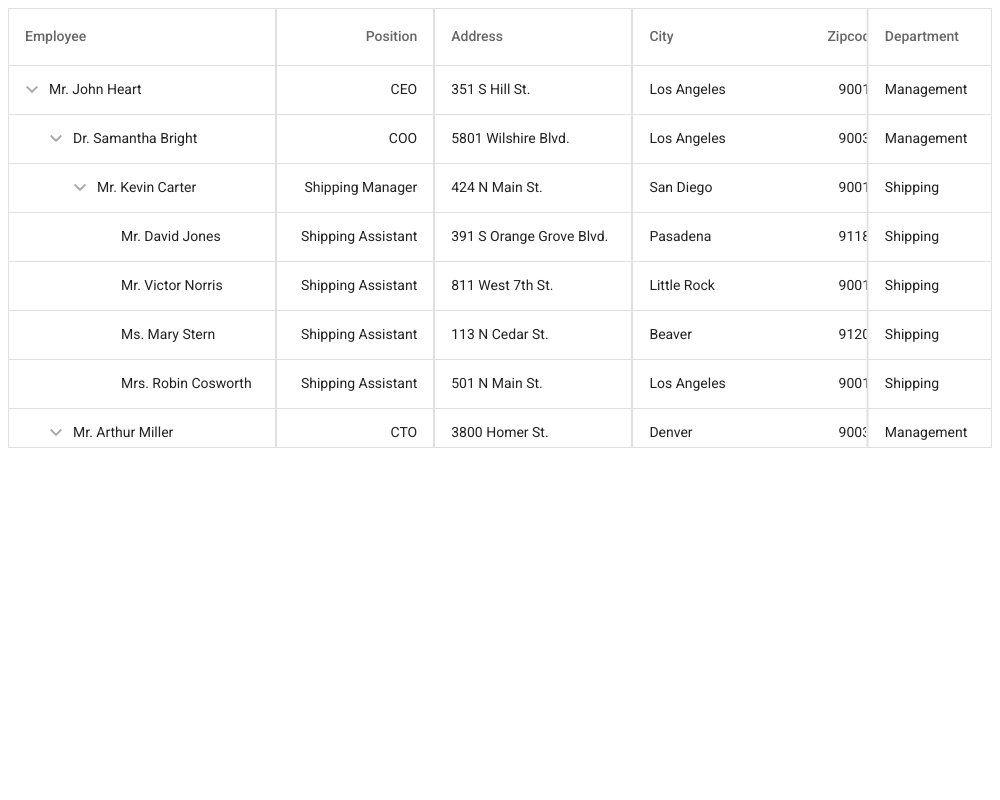 Employee Position Address City Zipcod Department
Mr. John Heart CEO 351 S Hill St. Los Angeles 9001 Management
Dr. Samantha Bright COO 5801 Wilshire Blvd. Los Angeles 9003 Management
Mr. Kevin Carter Shipping Manager 424 N Main St. San Diego 9001 Shipping
Mr. David Jones Shipping Assistant 391 S Orange Grove Blvd. Pasadena 9118 Shipping
Mr. Victor Norris Shipping Assistant 811 West 7th St. Little Rock 9001 Shipping
Ms. Mary Stern Shipping Assistant 113 N Cedar St. Beaver 9120 Shipping
Mrs. Robin Cosworth Shipping Assistant 501 N Main St. Los Angeles 9001 Shipping
Mr. Arthur Miller CTO 3800 Homer St. Denver 9003 Management